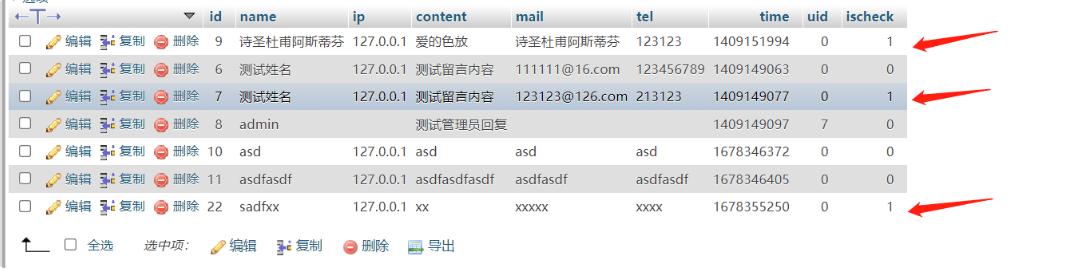 id name ip content mail tel time uid ischeck
编辑 复制 删除 9 诗圣杜甫阿斯蒂芬 127.0.0.1 爱的色放 诗圣杜甫阿斯蒂芬 123123 1409151994 0 1
编辑 复制 删除 6 测试姓名 127.0.0.1 测试留言内容 111111@16.com 123456789 1409149063 0 0
编辑 复制 删除 7 测试姓名 127.0.0.1 测试留言内容 123123@126.com 213123 1409149077 0 1
编辑 复制 删除 8 admin 测试管理员回复 1409149097 7 0
编辑 复制 删除 10 asd 127.0.0.1 asd asd asd 1678346372 0 0
编辑 复制 删除 11 asdfasdf 127.0.0.1 asdfasdfasdf asdfasdf asdfasdf 1678346405 0 0
编辑 复制 删除 22 sadfxx 127.0.0.1 xx xxxxx xxxx 1678355250 0 1
全选 选中项: 编辑 复制 删除 导出